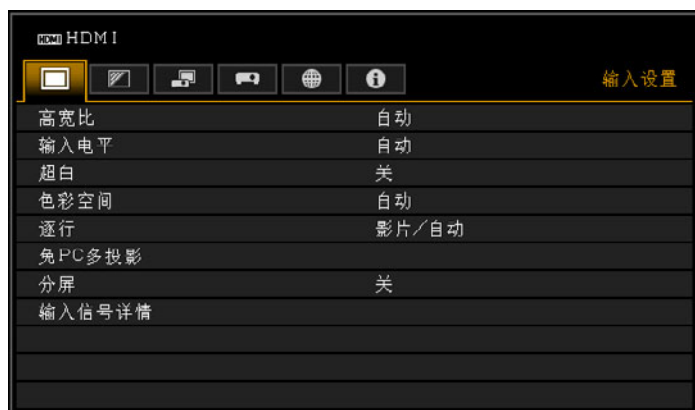 HDMI HDMI
输入设置
高宽比 自动
输入电平 自动
超白 关
色彩空间 自动
逐行 影片/自动
免PC多投影
分屏 关
输入信号详情